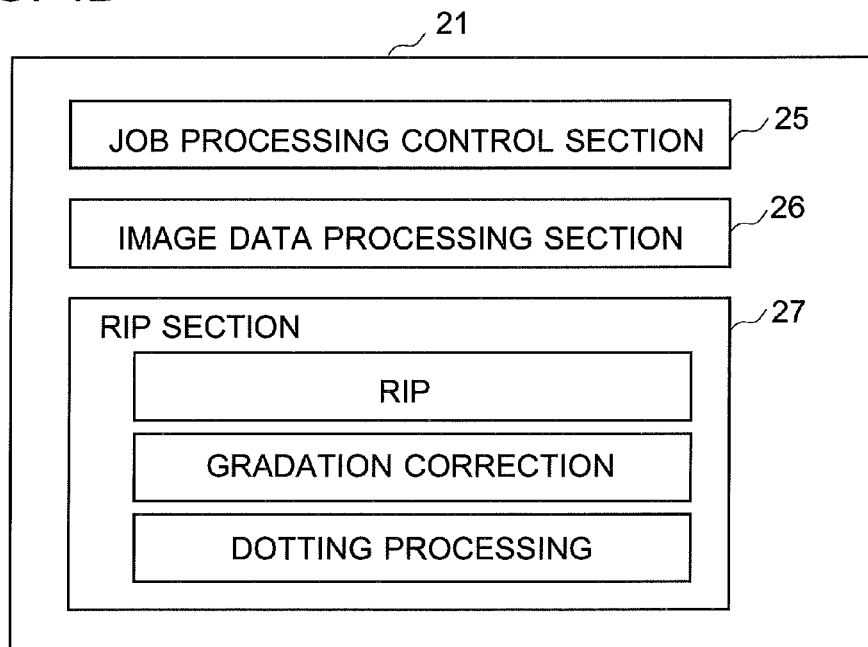 21
JOB PROCESSING CONTROL SECTION
25
IMAGE DATA PROCESSING SECTION
26
RIP SECTION
27
RIP
GRADATION CORRECTION
DOTTING PROCESSING